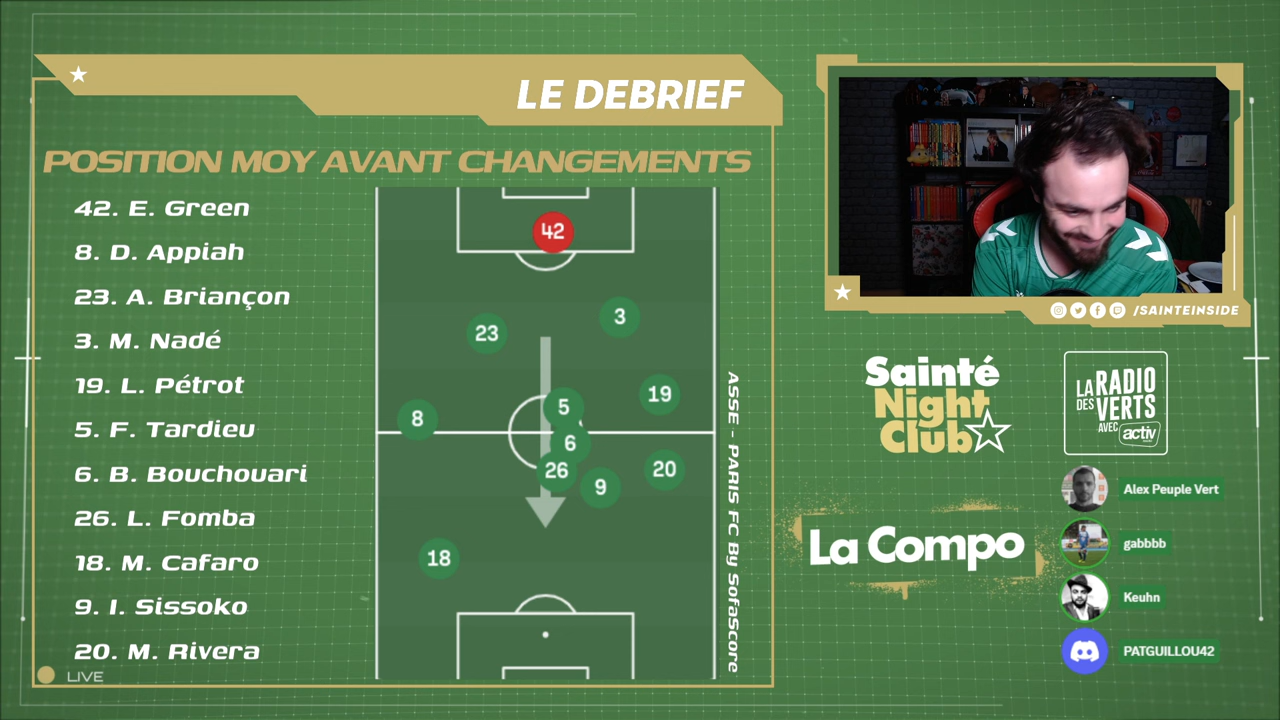 LE DEBRIEF
POSITION MOY AVANT CHANGEMENTS
42. E. Green
8. D. Appiah
23. A. Briançon
3. M. Nadé
19. L. Pétrot
5. F. Tardieu
6. B. Bouchouari
26. L. Fomba
18. M. Cafaro
9. I. Sissoko
20. M. Rivera
LIVE
42
3
23
19
5
8
6
26
20
9
18
ASSE - PARIS FC By SofaScore
/SAINTEINSIDE
Sainté
Night
Club
LA RADIO
DES VERTS
AVEC activ
La Compo
Alex Peuple Vert
gabbbb
Keuhn
PATGUILLOU42